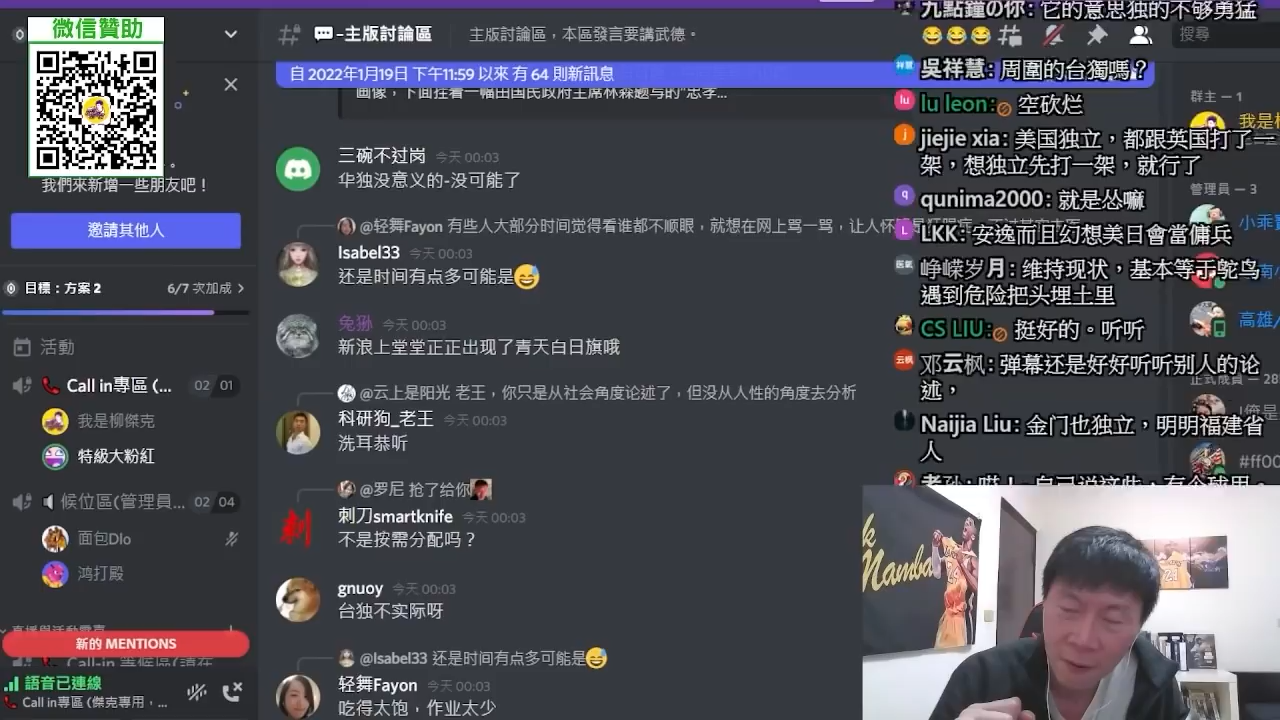 微信贊助
我們來新增一些朋友吧！
邀請其他人
目標：方案 2
6/7 次加成
活動
Call in專區 (...
02 01
我是柳傑克
特級大粉紅
候位區(管理員...
02 04
面包Dlo
鸿打殿
新的 MENTIONS
語音已連線
Call in專區 (傑克專用，...
-主版討論區
主版討論區，本區發言要講武德。
搜尋
自 2022年1月19日 下午11:59 以來 有 64 則新訊息
三碗不过岗 今天 00:03
华独没意义的-没可能了
@轻舞Fayon 有些人大部分时间觉得看谁都不顺眼，就想在网上骂一骂，让人怀
Isabel33 今天 00:03
还是时间有点多可能是😅
兔狲 今天 00:03
新浪上堂堂正正出现了青天白日旗哦
@云上是阳光 老王，你只是从社会角度论述了，但没从人性的角度去分析
科研狗_老王 今天 00:03
洗耳恭听
@罗尼 抢了给你
刺刀smartknife 今天 00:03
不是按需分配吗？
gnuoy 今天 00:03
台独不实际呀
@Isabel33 还是时间有点多可能是😅
轻舞Fayon 今天 00:03
吃得太饱，作业太少
九點鐘の你: 它的意思独的不够勇猛
😂😂😂
吳祥慧: 周圍的台獨嗎？
lu leon: 空砍烂
jiejie xia: 美国独立，都跟英国打了一
架，想独立先打一架，就行了
qunima2000: 就是怂嘛
LKK: 安逸而且幻想美日會當傭兵
峥嵘岁月: 维持现状，基本等于鸵鸟
遇到危险把头埋土里
CS LIU: 挺好的。听听
邓云枫: 弹幕还是好好听听别人的论
述，
Naijia Liu: 金门也独立，明明福建省
人
群主 — 1
管理員 — 3
小乖
高雄
#ff00
Mamba